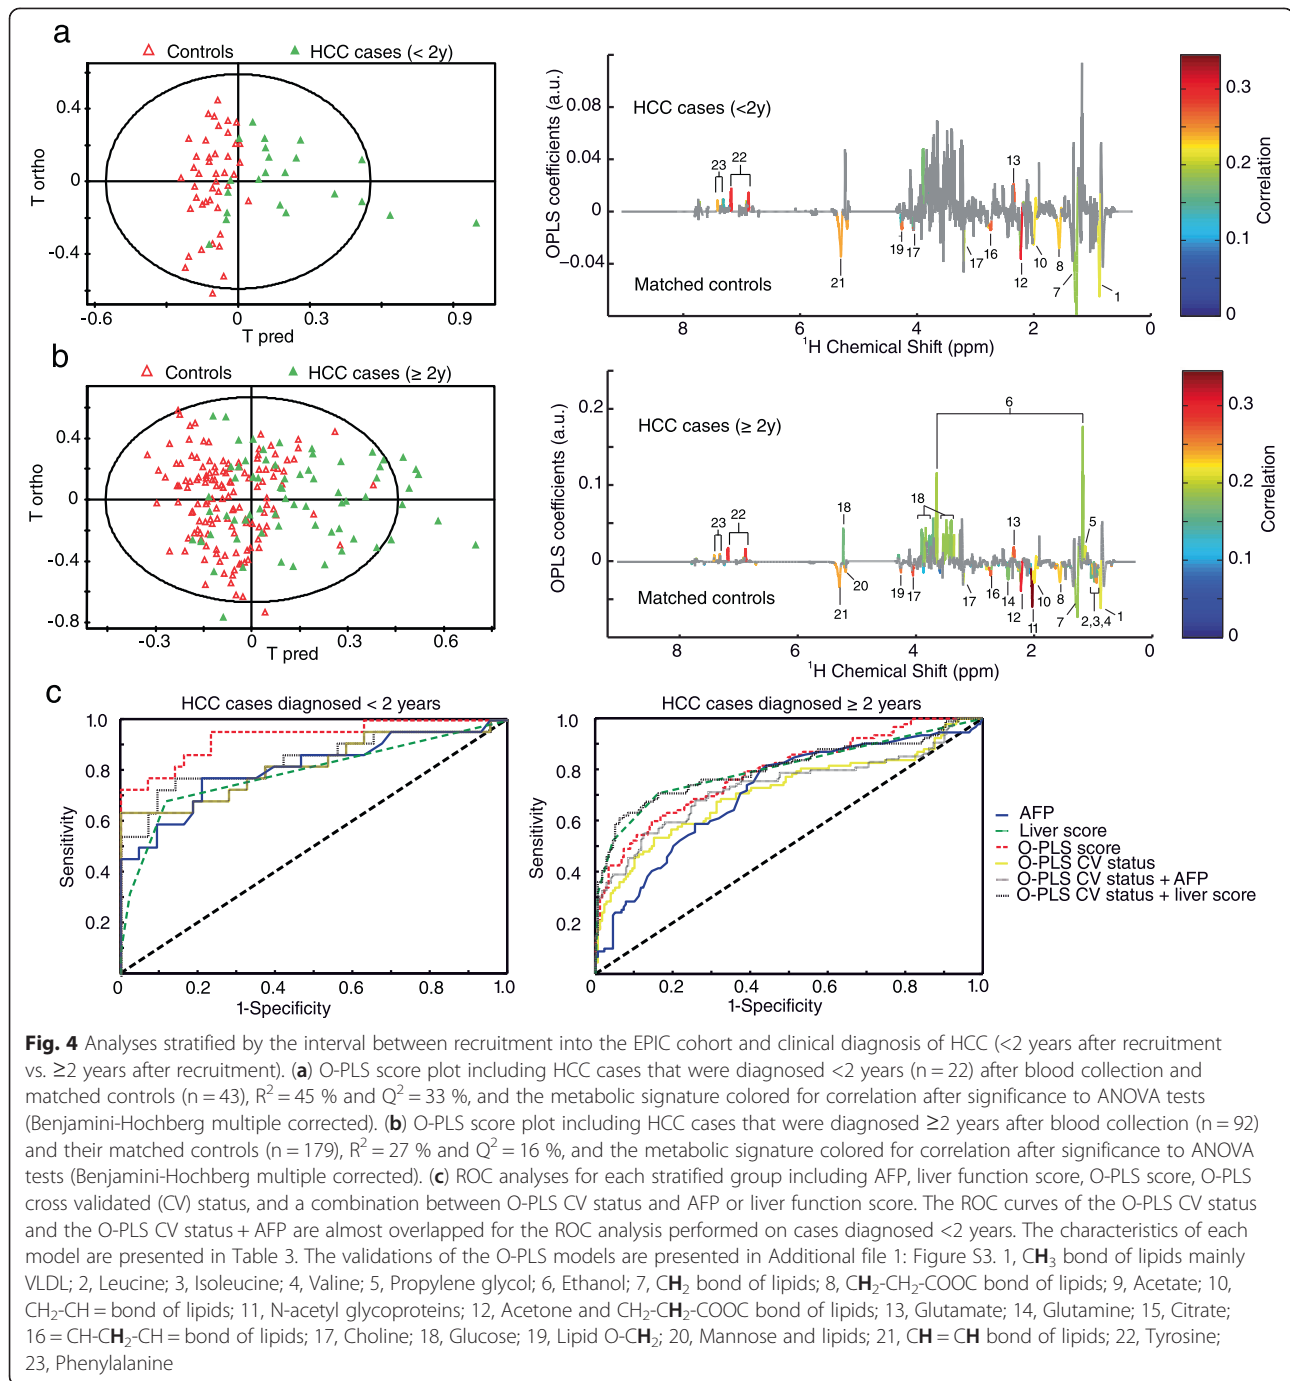 a
Controls
HCC cases (< 2y)
0.4
0
-0.4
T ortho
-0.6
0
0.3
0.6
0.9
T pred
HCC cases (<2y)
Matched controls
OPLS coefficients (a.u.)
0.08
0.04
0
−0.04
23
22
13
21
19
17
17
16
12
10
8
7
1
8
6
4
2
0
¹H Chemical Shift (ppm)
0.3
0.2
0.1
0
Correlation
b
Controls
HCC cases (≥ 2y)
0.4
0
-0.4
-0.8
T ortho
-0.3
0
0.3
0.6
T pred
HCC cases (≥ 2y)
Matched controls
OPLS coefficients (a.u.)
0.2
0.1
0
6
23
22
18
18
13
5
21
20
19
17
17
16
14
12
11
10
8
7
2,3,4
1
8
6
4
2
0
¹H Chemical Shift (ppm)
0.3
0.2
0.1
0
Correlation
c
HCC cases diagnosed < 2 years
1.0
0.8
0.6
0.4
0.2
Sensitivity
0
0.2
0.4
0.6
0.8
1.0
1-Specificity
HCC cases diagnosed ≥ 2 years
1.0
0.8
0.6
0.4
0.2
Sensitivity
0
0.2
0.4
0.6
0.8
1.0
1-Specificity
AFP
Liver score
O-PLS score
O-PLS CV status
O-PLS CV status + AFP
O-PLS CV status + liver score
Fig. 4 Analyses stratified by the interval between recruitment into the EPIC cohort and clinical diagnosis of HCC (<2 years after recruitment
vs. ≥2 years after recruitment). (a) O-PLS score plot including HCC cases that were diagnosed <2 years (n = 22) after blood collection and
matched controls (n = 43), R² = 45 % and Q² = 33 %, and the metabolic signature colored for correlation after significance to ANOVA tests
(Benjamini-Hochberg multiple corrected). (b) O-PLS score plot including HCC cases that were diagnosed ≥2 years after blood collection (n = 92)
and their matched controls (n = 179), R² = 27 % and Q² = 16 %, and the metabolic signature colored for correlation after significance to ANOVA
tests (Benjamini-Hochberg multiple corrected). (c) ROC analyses for each stratified group including AFP, liver function score, O-PLS score, O-PLS
cross validated (CV) status, and a combination between O-PLS CV status and AFP or liver function score. The ROC curves of the O-PLS CV status
and the O-PLS CV status + AFP are almost overlapped for the ROC analysis performed on cases diagnosed <2 years. The characteristics of each
model are presented in Table 3. The validations of the O-PLS models are presented in Additional file 1: Figure S3. 1, CH₃ bond of lipids mainly
VLDL; 2, Leucine; 3, Isoleucine; 4, Valine; 5, Propylene glycol; 6, Ethanol; 7, CH₂ bond of lipids; 8, CH₂-CH₂-COOC bond of lipids; 9, Acetate; 10,
CH₂-CH = bond of lipids; 11, N-acetyl glycoproteins; 12, Acetone and CH₂-CH₂-COOC bond of lipids; 13, Glutamate; 14, Glutamine; 15, Citrate;
16 = CH-CH₂-CH = bond of lipids; 17, Choline; 18, Glucose; 19, Lipid O-CH₂; 20, Mannose and lipids; 21, CH = CH bond of lipids; 22, Tyrosine;
23, Phenylalanine